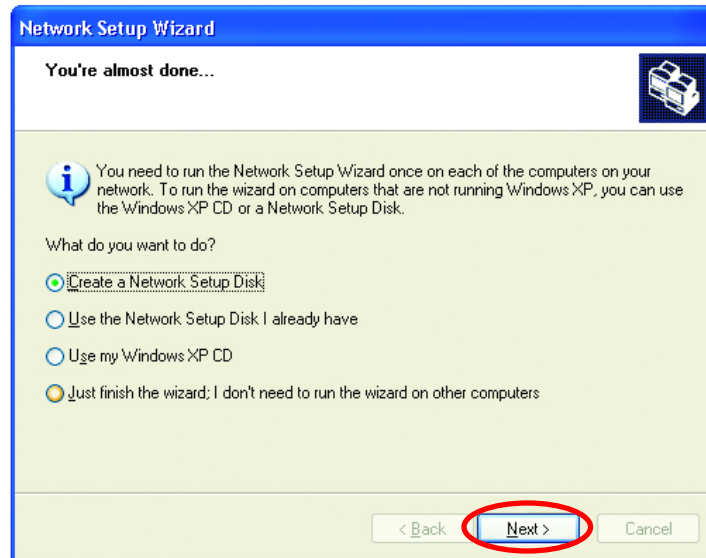 Network Setup Wizard
You're almost done...
You need to run the Network Setup Wizard once on each of the computers on your
network. To run the wizard on computers that are not running Windows XP, you can use
the Windows XP CD or a Network Setup Disk.
What do you want to do?
Create a Network Setup Disk
Use the Network Setup Disk I already have
Use my Windows XP CD
Just finish the wizard; I don't need to run the wizard on other computers
< Back Next > Cancel